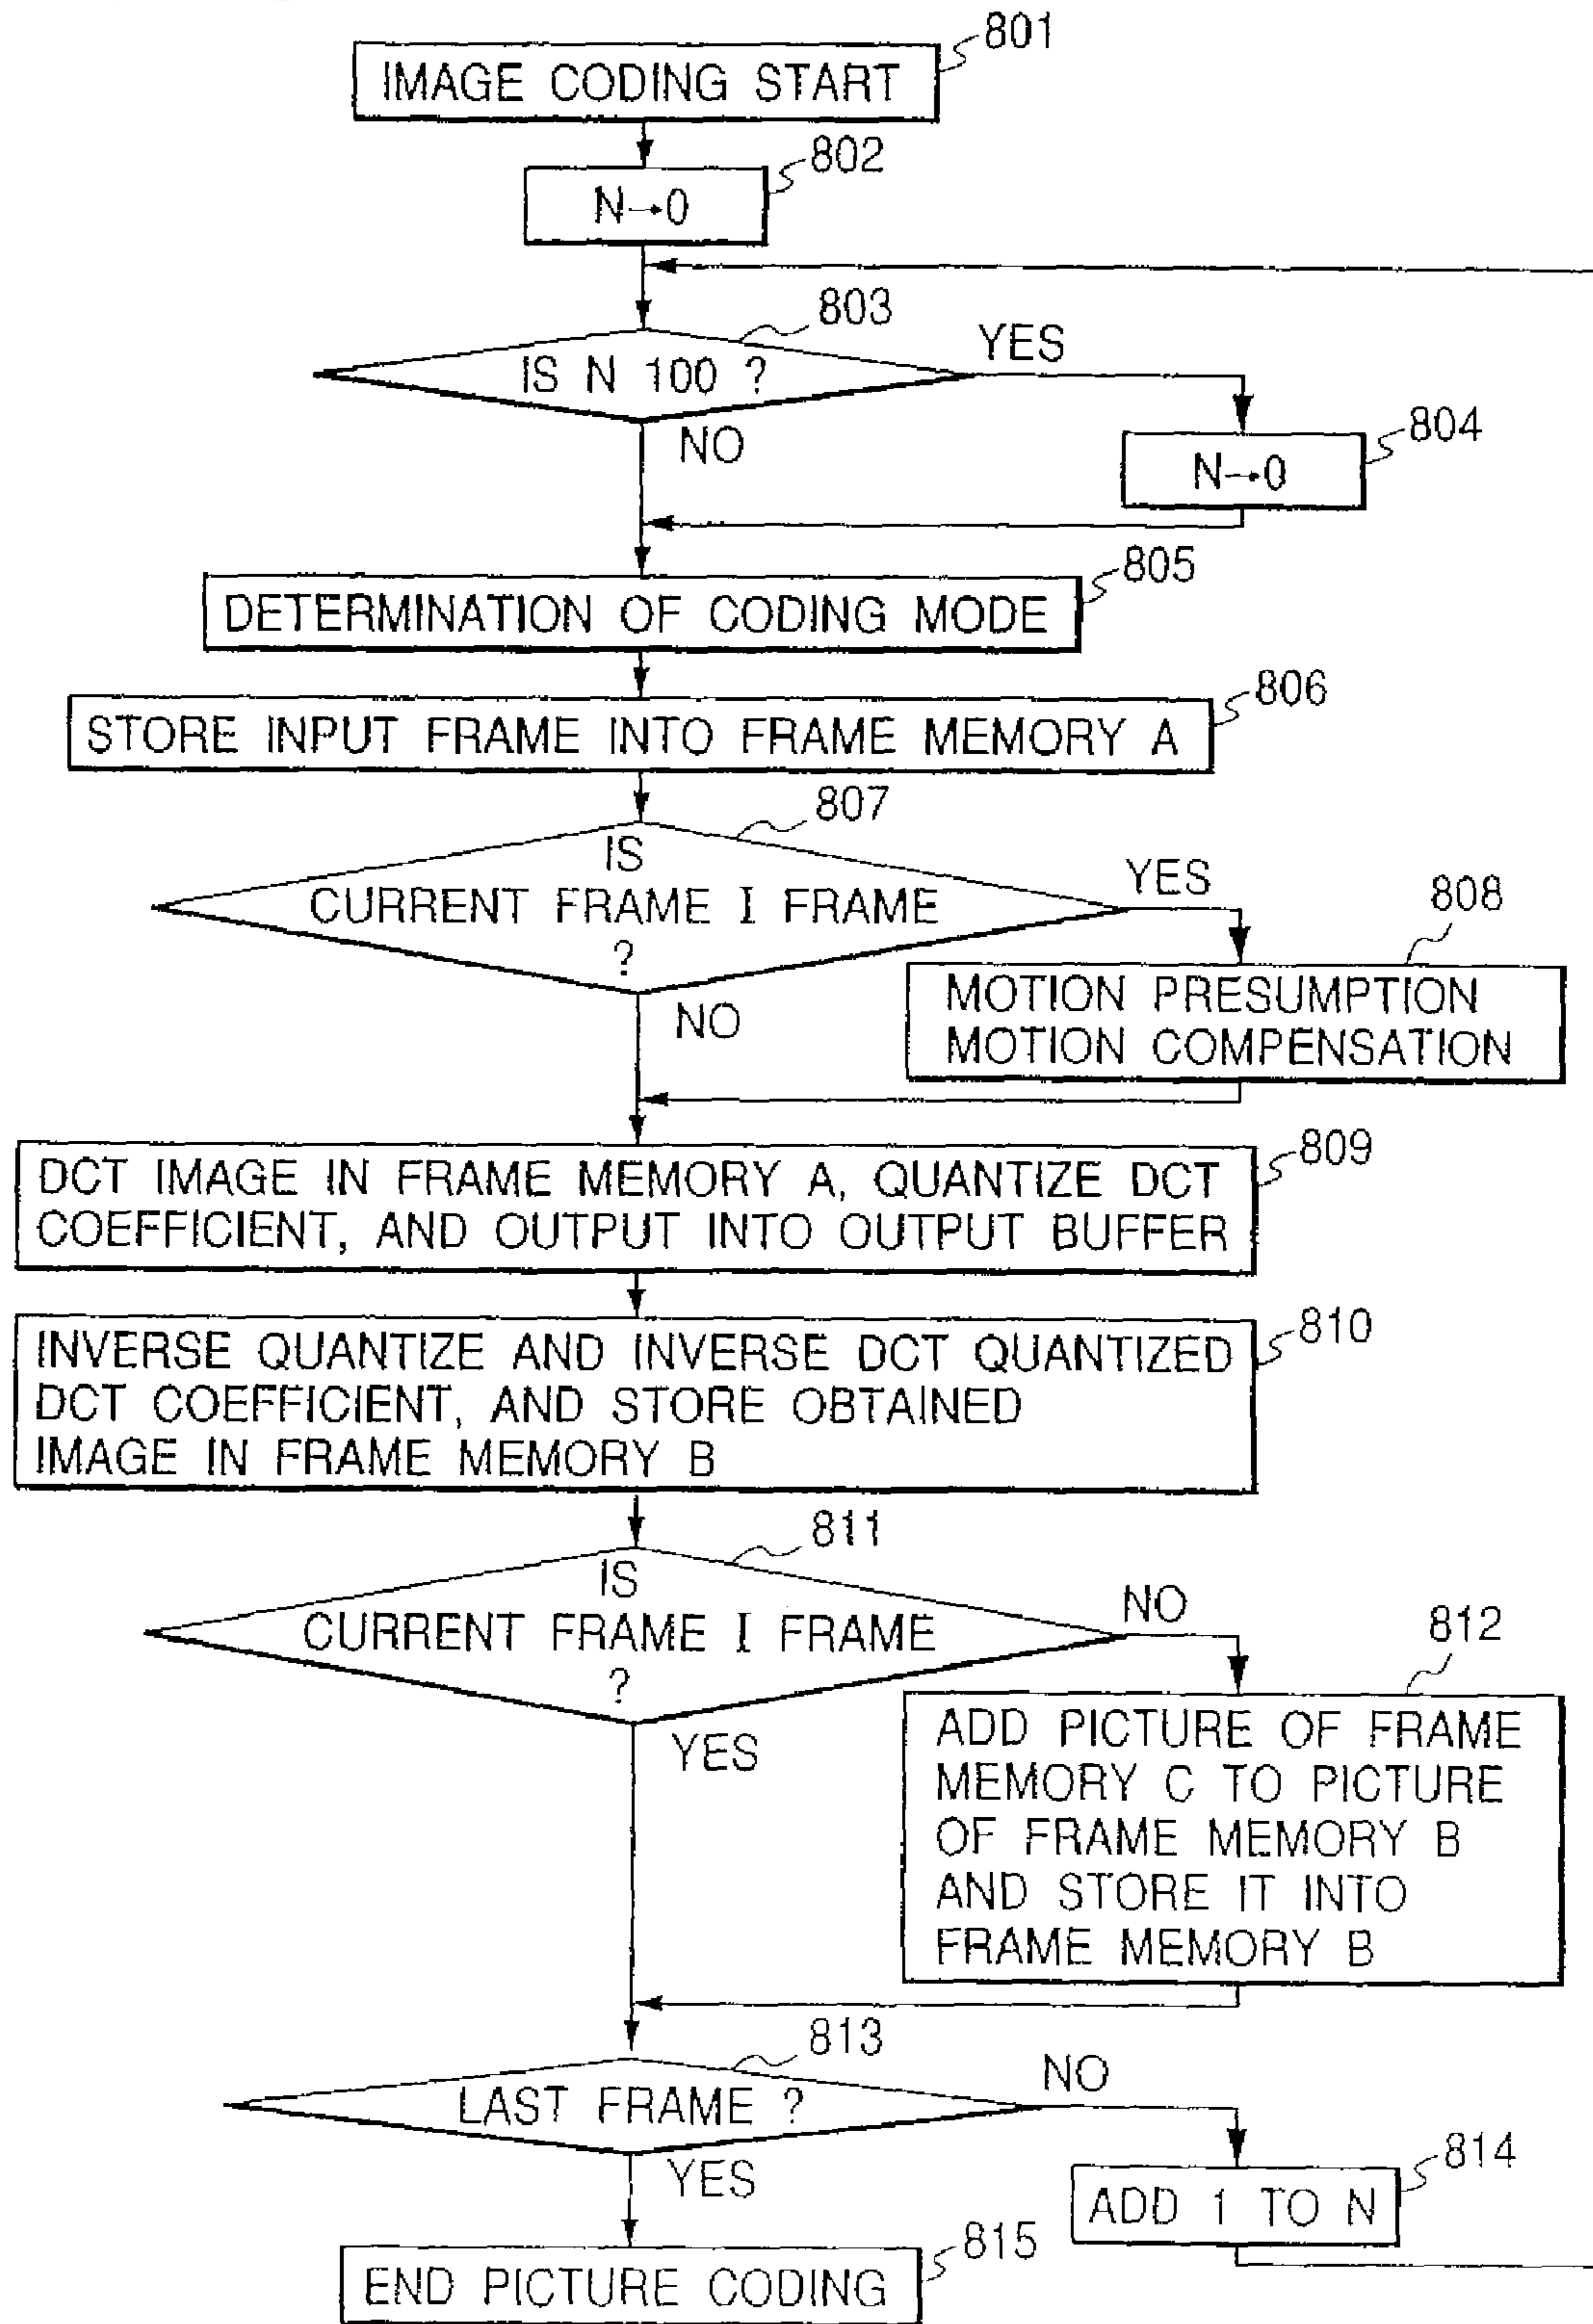 801
IMAGE CODING START
802
N→0
803
IS N 100 ?
YES
NO
804
N→0
805
DETERMINATION OF CODING MODE
806
STORE INPUT FRAME INTO FRAME MEMORY A
807
IS
CURRENT FRAME I FRAME
?
YES
NO
808
MOTION PRESUMPTION
MOTION COMPENSATION
809
DCT IMAGE IN FRAME MEMORY A, QUANTIZE DCT
COEFFICIENT, AND OUTPUT INTO OUTPUT BUFFER
810
INVERSE QUANTIZE AND INVERSE DCT QUANTIZED
DCT COEFFICIENT, AND STORE OBTAINED
IMAGE IN FRAME MEMORY B
811
IS
CURRENT FRAME I FRAME
?
NO
YES
812
ADD PICTURE OF FRAME
MEMORY C TO PICTURE
OF FRAME MEMORY B
AND STORE IT INTO
FRAME MEMORY B
813
LAST FRAME ?
NO
YES
814
ADD 1 TO N
815
END PICTURE CODING